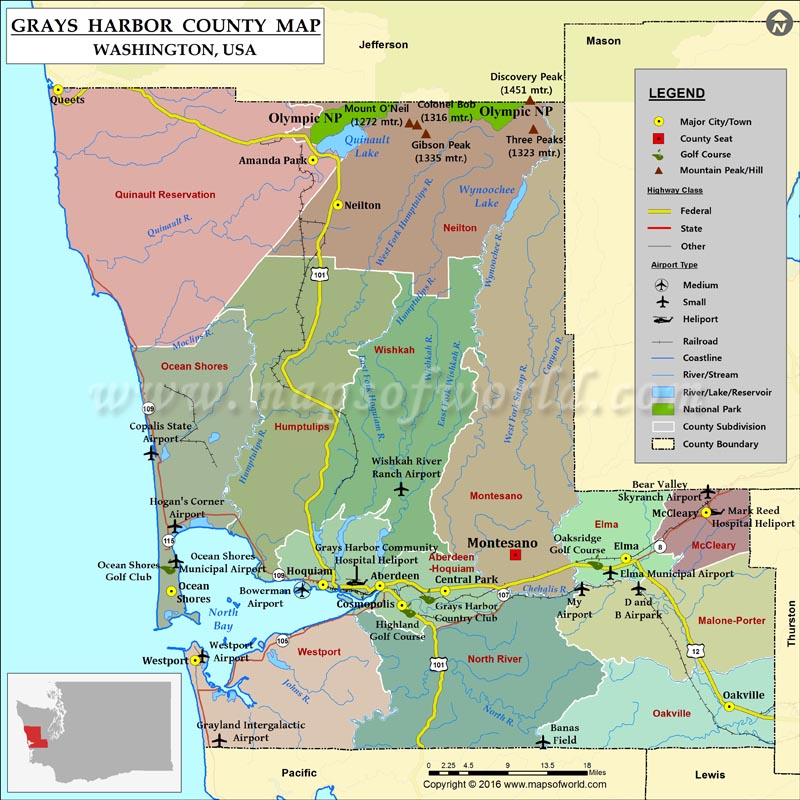 GRAYS HARBOR COUNTY MAP
WASHINGTON, USA
Jefferson
Mason
N
Queets
Discovery Peak
(1451 mtr.)
Mount O'Neil
(1272 mtr.)
Colonel Bob
(1316 mtr.)
Olympic NP
Olympic NP
Quinault
Lake
Gibson Peak
(1335 mtr.)
Three Peaks
(1323 mtr.)
Amanda Park
Quinault Reservation
Wynoochee
Lake
Neilton
Quinault R.
Neilton
West Fork Humptulips R.
Wynoochee R.
101
Humptulips R.
Moclips R.
Wishkah
Ocean Shores
Wishkah R.
East Fork Wishkah R.
East Fork Hoquiam R.
West Fork Satsop R.
Canyon R.
www.mapsofworld.com
109
Copalis State
Airport
Humptulips
Humptulips R.
Wishkah River
Ranch Airport
Montesano
Hogan's Corner
Airport
115
Bear Valley
Skyranch Airport
McCleary
Mark Reed
Hospital Heliport
McCleary
Elma
8
Oaksridge
Golf Course
Elma
Montesano
Grays Harbor Community
Hospital Heliport
Aberdeen
-Hoquiam
Ocean Shores
Municipal Airport
Ocean Shores
Golf Club
109
Hoquiam
Aberdeen
Central Park
Elma Municipal Airport
Chehalis R.
107
Ocean
Shores
Bowerman
Airport
Cosmopolis
Grays Harbor
Country Club
My
Airport
D and
B Airpark
North
Bay
Highland
Golf Course
Malone-Porter
Thurston
105
Westport
Airport
Westport
Westport
101
North River
12
Johns R.
Oakville
Oakville
North R.
Grayland Intergalactic
Airport
Banas
Field
Pacific
Lewis
0 2.25 4.5 9 13.5 18
Miles
Copyright © 2016 www.mapsofworld.com
LEGEND
Major City/Town
County Seat
Golf Course
Mountain Peak/Hill
Highway Class
Federal
State
Other
Airport Type
Medium
Small
Heliport
Railroad
Coastline
River/Stream
River/Lake/Reservoir
National Park
County Subdivision
County Boundary